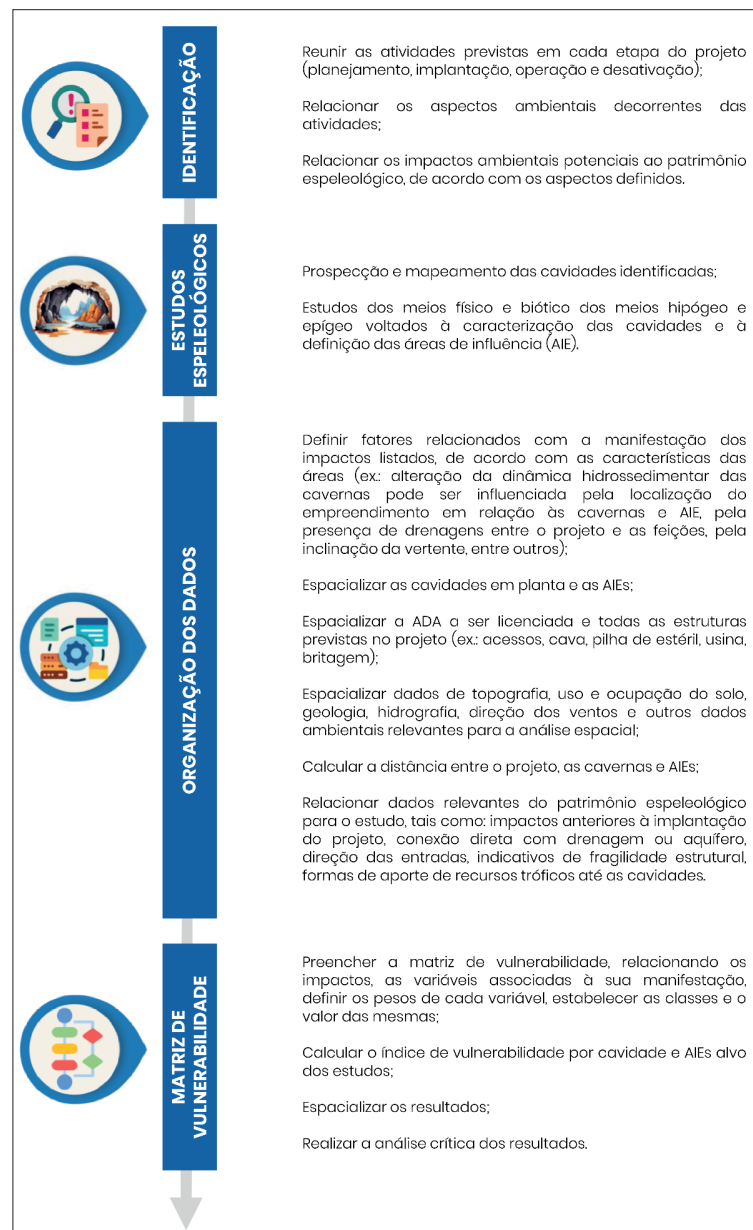 IDENTIFICAÇÃO
Reunir as atividades previstas em cada etapa do projeto
(planejamento, implantação, operação e desativação);
Relacionar os aspectos ambientais decorrentes das
atividades;
Relacionar os impactos ambientais potenciais ao patrimônio
espeleológico, de acordo com os aspectos definidos.
ESTUDOS
ESPELEOLÓGICOS
Prospecção e mapeamento das cavidades identificadas;
Estudos dos meios físico e biótico dos meios hipógeo e
epígeo voltados à caracterização das cavidades e à
definição das áreas de influência (AIE).
ORGANIZAÇÃO DOS DADOS
Definir fatores relacionados com a manifestação dos
impactos listados, de acordo com as características das
áreas (ex.: alteração da dinâmica hidrossedimentar das
cavernas pode ser influenciada pela localização do
empreendimento em relação às cavernas e AIE, pela
presença de drenagens entre o projeto e as feições, pela
inclinação da vertente, entre outros);
Espacializar as cavidades em planta e as AIEs;
Espacializar a ADA a ser licenciada e todas as estruturas
previstas no projeto (ex.: acessos, cava, pilha de estéril, usina,
britagem);
Espacializar dados de topografia, uso e ocupação do solo,
geologia, hidrografia, direção dos ventos e outros dados
ambientais relevantes para a análise espacial;
Calcular a distância entre o projeto, as cavernas e AIEs;
Relacionar dados relevantes do patrimônio espeleológico
para o estudo, tais como: impactos anteriores à implantação
do projeto, conexão direta com drenagem ou aquífero,
direção das entradas, indicativos de fragilidade estrutural,
formas de aporte de recursos tróficos até as cavidades.
MATRIZ DE
VULNERABILIDADE
Preencher a matriz de vulnerabilidade, relacionando os
impactos, as variáveis associadas à sua manifestação,
definir os pesos de cada variável, estabelecer as classes e o
valor das mesmas;
Calcular o índice de vulnerabilidade por cavidade e AIEs alvo
dos estudos;
Espacializar os resultados;
Realizar a análise crítica dos resultados.